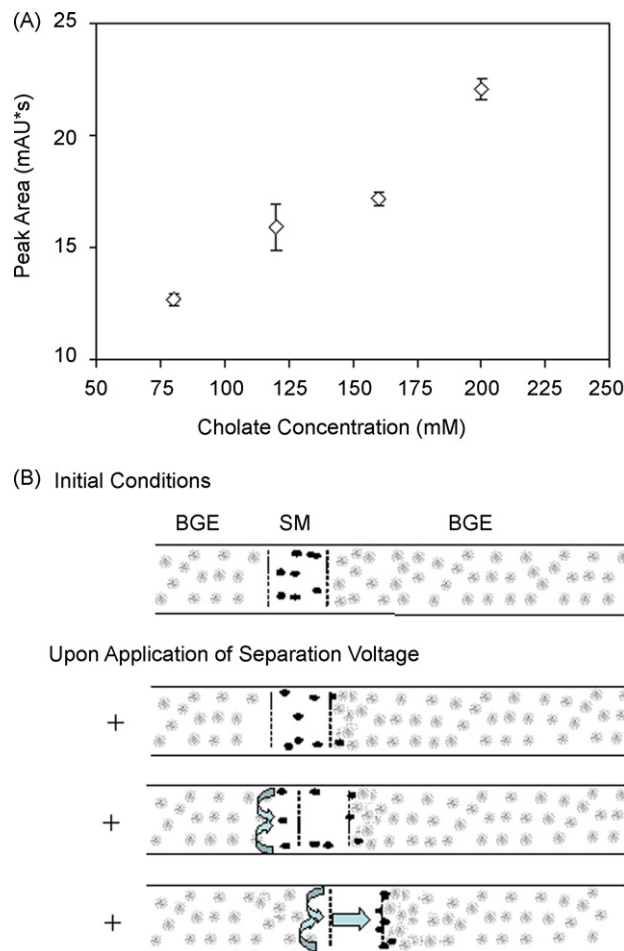 (A)
25
20
15
10
Peak Area (mAU*s)
50 75 100 125 150 175 200 225 250
Cholate Concentration (mM)
(B) Initial Conditions
BGE SM BGE
Upon Application of Separation Voltage
+
+
+